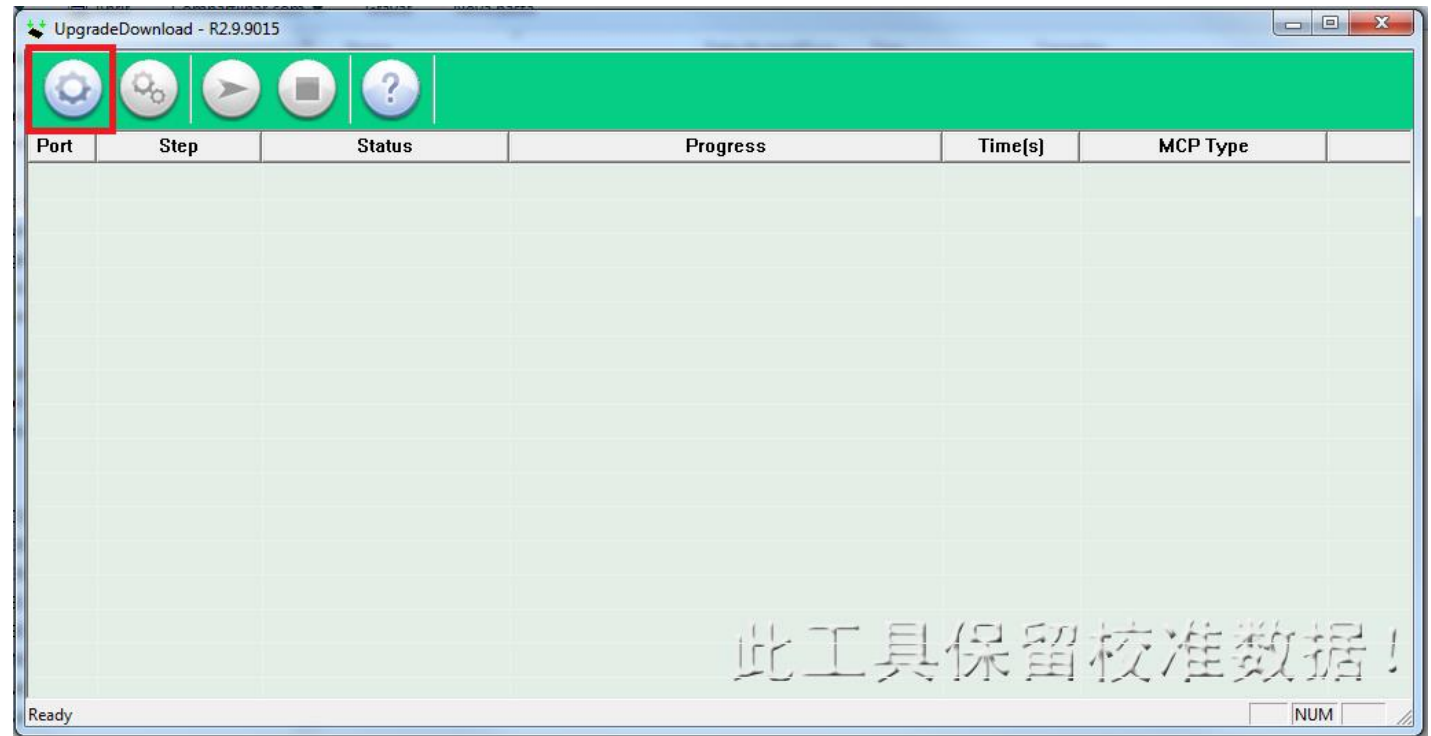 UpgradeDownload - R2.9.9015
Port Step Status Progress Time(s) MCP Type
此工具保留校准数据!
Ready NUM